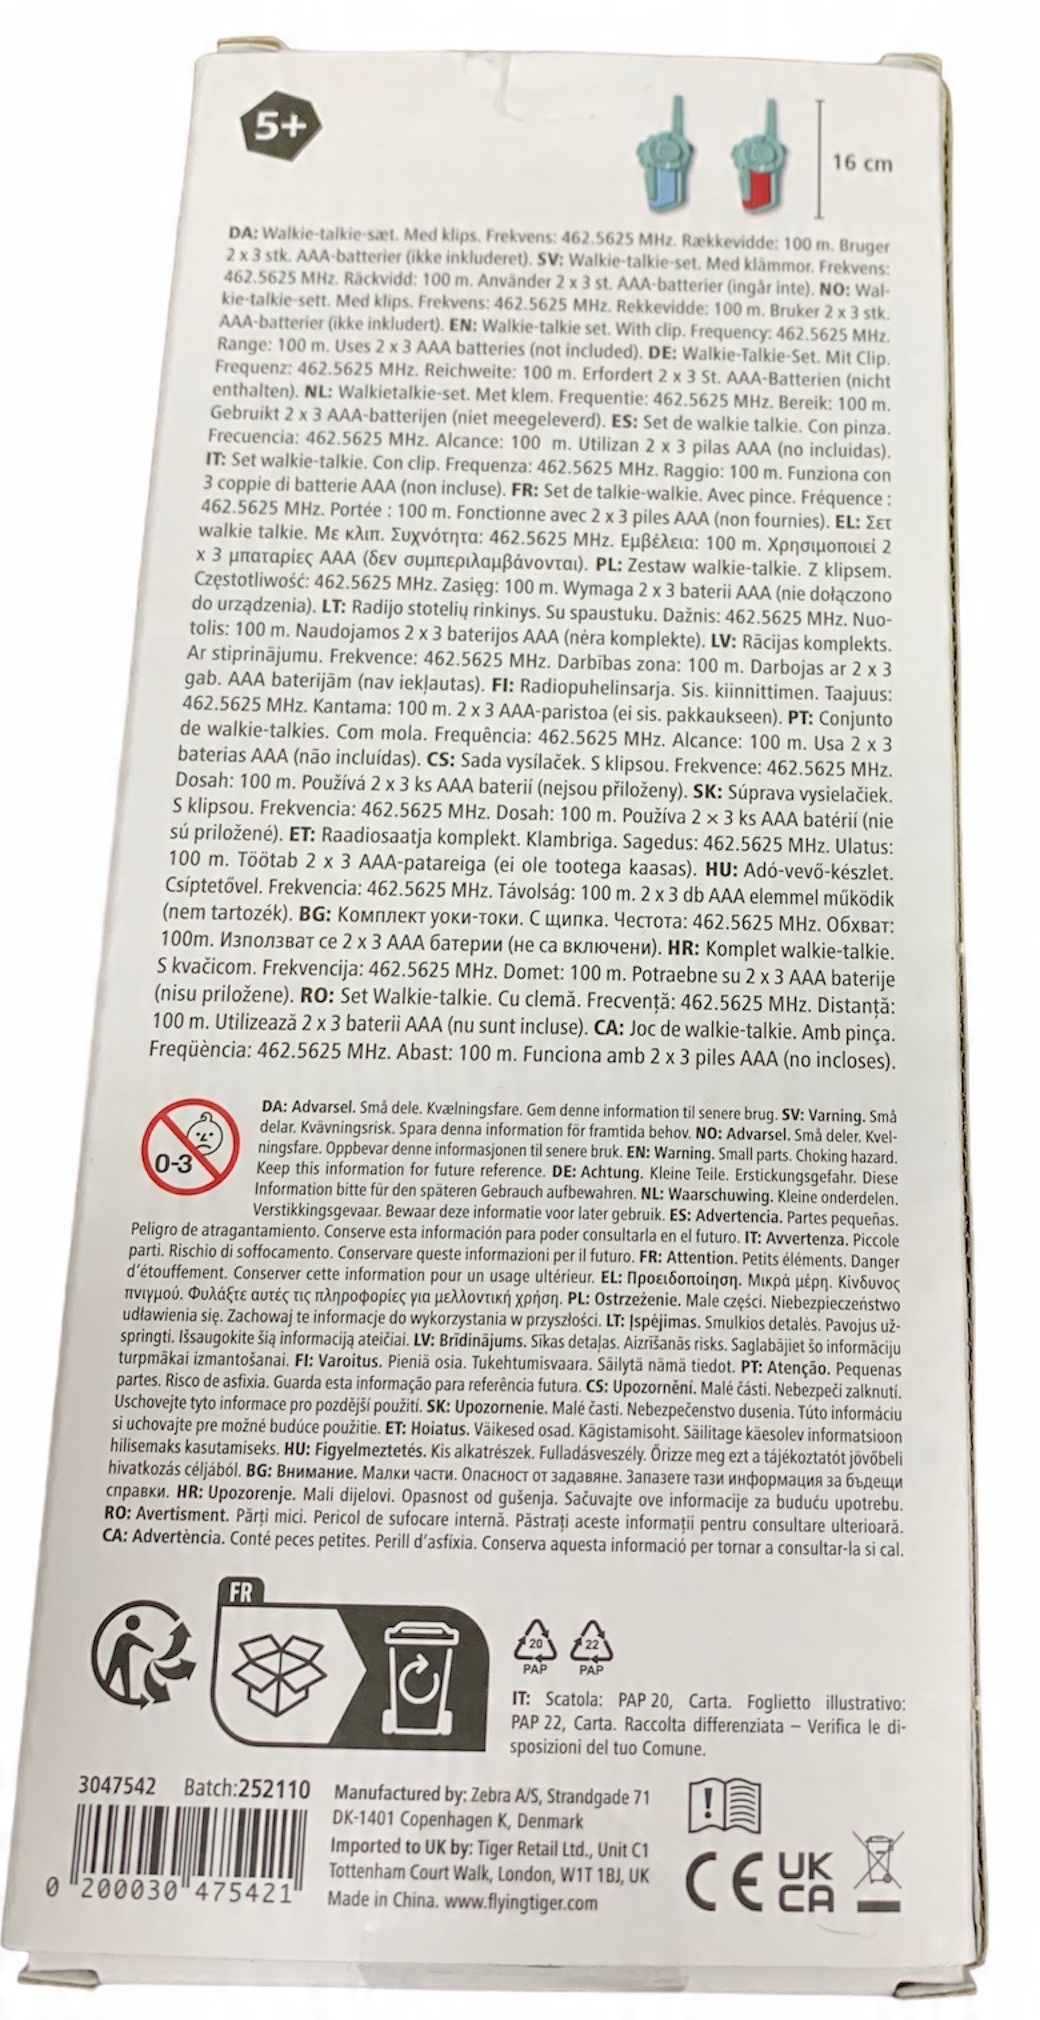 5+
16 cm
DA: Walkie-talkie-sæt. Med klips. Frekvens: 462.5625 MHz. Rækkevidde: 100 m. Bruger
2 x 3 stk. AAA-batterier (ikke inkluderet). SV: Walkie-talkie-set. Med klämmor. Frekvens:
462.5625 MHz. Räckvidd: 100 m. Använder 2 x 3 st. AAA-batterier (ingår inte). NO: Wal-
kie-talkie-sett. Med klips. Frekvens: 462.5625 MHz. Rekkevidde: 100 m. Bruker 2 x 3 stk.
AAA-batterier (ikke inkludert). EN: Walkie-talkie set. With clip. Frequency: 462.5625 MHz.
Range: 100 m. Uses 2 x 3 AAA batteries (not included). DE: Walkie-Talkie-Set. Mit Clip.
Frequenz: 462.5625 MHz. Reichweite: 100 m. Erfordert 2 x 3 St. AAA-Batterien (nicht
enthalten). NL: Walkietalkie-set. Met klem. Frequentie: 462.5625 MHz. Bereik: 100 m.
Gebruikt 2 x 3 AAA-batterijen (niet meegeleverd). ES: Set de walkie talkie. Con pinza.
Frecuencia: 462.5625 MHz. Alcance: 100 m. Utilizan 2 x 3 pilas AAA (no incluidas).
IT: Set walkie-talkie. Con clip. Frequenza: 462.5625 MHz. Raggio: 100 m. Funziona con
3 coppie di batterie AAA (non incluse). FR: Set de talkie-walkie. Avec pince. Fréquence :
462.5625 MHz. Portée : 100 m. Fonctionne avec 2 x 3 piles AAA (non fournies). EL: Σετ
walkie talkie. Με κλιπ. Συχνότητα: 462.5625 MHz. Εμβέλεια: 100 m. Χρησιμοποιεί 2
x 3 μπαταρίες AAA (δεν συμπεριλαμβάνονται). PL: Zestaw walkie-talkie. Z klipsem.
Częstotliwość: 462.5625 MHz. Zasięg: 100 m. Wymaga 2 x 3 baterii AAA (nie dołączono
do urządzenia). LT: Radijo stotelių rinkinys. Su spaustuku. Dažnis: 462.5625 MHz. Nuo-
tolis: 100 m. Naudojamos 2 x 3 baterijos AAA (nėra komplekte). LV: Rācijas komplekts.
Ar stiprinājumu. Frekvence: 462.5625 MHz. Darbības zona: 100 m. Darbojas ar 2 x 3
gab. AAA baterijām (nav iekļautas). FI: Radiopuhelinsarja. Sis. kiinnittimen. Taajuus:
462.5625 MHz. Kantama: 100 m. 2 x 3 AAA-paristoa (ei sis. pakkaukseen). PT: Conjunto
de walkie-talkies. Com mola. Frequência: 462.5625 MHz. Alcance: 100 m. Usa 2 x 3
baterias AAA (não incluídas). CS: Sada vysílaček. S klipsou. Frekvence: 462.5625 MHz.
Dosah: 100 m. Používá 2 x 3 ks AAA baterií (nejsou přiloženy). SK: Súprava vysielačiek.
S klipsou. Frekvencia: 462.5625 MHz. Dosah: 100 m. Používa 2 × 3 ks AAA batérií (nie
sú priložené). ET: Raadiosaatja komplekt. Klambriga. Sagedus: 462.5625 MHz. Ulatus:
100 m. Töötab 2 x 3 AAA-patareiga (ei ole tootega kaasas). HU: Adó-vevő-készlet.
Csíptetővel. Frekvencia: 462.5625 MHz. Távolság: 100 m. 2 x 3 db AAA elemmel működik
(nem tartozék). BG: Комплект уоки-токи. С щипка. Честота: 462.5625 MHz. Обхват:
100m. Използват се 2 x 3 AAA батерии (не са включени). HR: Komplet walkie-talkie.
S kvačicom. Frekvencija: 462.5625 MHz. Domet: 100 m. Potraebne su 2 x 3 AAA baterije
(nisu priložene). RO: Set Walkie-talkie. Cu clemă. Frecvență: 462.5625 MHz. Distanță:
100 m. Utilizează 2 x 3 baterii AAA (nu sunt incluse). CA: Joc de walkie-talkie. Amb pinça.
Freqüència: 462.5625 MHz. Abast: 100 m. Funciona amb 2 x 3 piles AAA (no incloses).
0-3
DA: Advarsel. Små dele. Kvælningsfare. Gem denne information til senere brug. SV: Varning. Små
delar. Kvävningsrisk. Spara denna information för framtida behov. NO: Advarsel. Små deler. Kvel-
ningsfare. Oppbevar denne informasjonen til senere bruk. EN: Warning. Small parts. Choking hazard.
Keep this information for future reference. DE: Achtung. Kleine Teile. Erstickungsgefahr. Diese
Information bitte für den späteren Gebrauch aufbewahren. NL: Waarschuwing. Kleine onderdelen.
Verstikkingsgevaar. Bewaar deze informatie voor later gebruik. ES: Advertencia. Partes pequeñas.
Peligro de atragantamiento. Conserve esta información para poder consultarla en el futuro. IT: Avvertenza. Piccole
parti. Rischio di soffocamento. Conservare queste informazioni per il futuro. FR: Attention. Petits éléments. Danger
d'étouffement. Conserver cette information pour un usage ultérieur. EL: Προειδοποίηση. Μικρά μέρη. Κίνδυνος
πνιγμού. Φυλάξτε αυτές τις πληροφορίες για μελλοντική χρήση. PL: Ostrzeżenie. Małe części. Niebezpieczeństwo
udławienia się. Zachowaj te informacje do wykorzystania w przyszłości. LT: Įspėjimas. Smulkios detalės. Pavojus už-
springti. Išsaugokite šią informaciją ateičiai. LV: Brīdinājums. Sīkas detaļas. Aizrīšanās risks. Saglabājiet šo informāciju
turpmākai izmantošanai. FI: Varoitus. Pieniä osia. Tukehtumisvaara. Säilytä nämä tiedot. PT: Atenção. Pequenas
partes. Risco de asfixia. Guarda esta informação para referência futura. CS: Upozornění. Malé části. Nebezpečí zalknutí.
Uschovejte tyto informace pro pozdější použití. SK: Upozornenie. Malé časti. Nebezpečenstvo dusenia. Túto informáciu
si uchovajte pre možné budúce použitie. ET: Hoiatus. Väikesed osad. Kägistamisoht. Säilitage käesolev informatsioon
hilisemaks kasutamiseks. HU: Figyelmeztetés. Kis alkatrészek. Fulladásveszély. Őrizze meg ezt a tájékoztatót jövőbeli
hivatkozás céljából. BG: Внимание. Малки части. Опасност от задавяне. Запазете тази информация за бъдещи
справки. HR: Upozorenje. Mali dijelovi. Opasnost od gušenja. Sačuvajte ove informacije za buduću upotrebu.
RO: Avertisment. Părți mici. Pericol de sufocare internă. Păstrați aceste informații pentru consultare ulterioară.
CA: Advertència. Conté peces petites. Perill d'asfíxia. Conserva aquesta informació per tornar a consultar-la si cal.
FR
20 22
PAP PAP
IT: Scatola: PAP 20, Carta. Foglietto illustrativo:
PAP 22, Carta. Raccolta differenziata – Verifica le di-
sposizioni del tuo Comune.
3047542 Batch:252110
0 200030 475421
Manufactured by: Zebra A/S, Strandgade 71
DK-1401 Copenhagen K, Denmark
Imported to UK by: Tiger Retail Ltd., Unit C1
Tottenham Court Walk, London, W1T 1BJ, UK
Made in China. www.flyingtiger.com
!
CE UK
CA